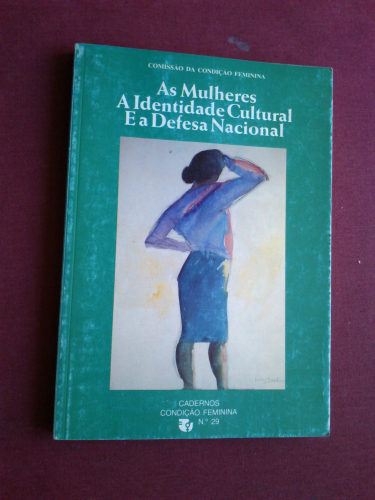 COMISSÃO DA CONDIÇÃO FEMININA
As Mulheres
A Identidade Cultural
E a Defesa Nacional
CADERNOS
CONDIÇÃO FEMININA
N.º 29